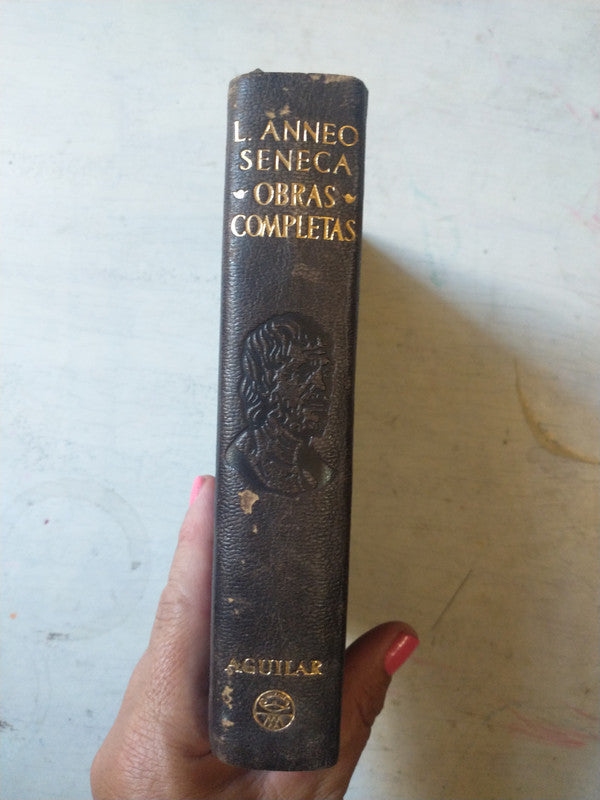 L. ANNEO
SENECA
OBRAS
COMPLETAS
AGUILAR